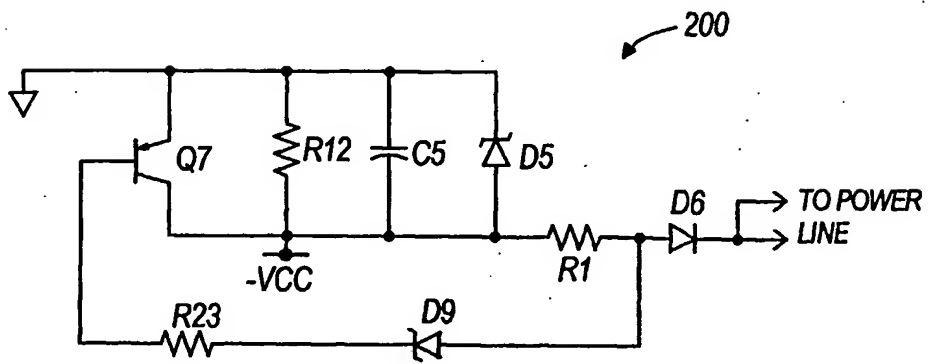 200
Q7
R12
C5
D5
D6
TO POWER
LINE
R1
-VCC
R23
D9